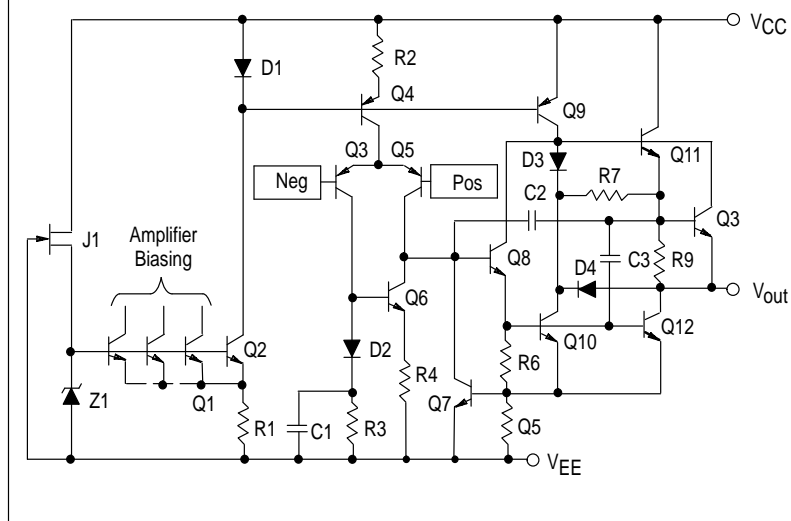 VCC
D1
R2
Q4
Q9
Q3
Q5
Q11
D3
R7
Neg
Pos
C2
Q3
J1
Amplifier
Biasing
Q8
C3
R9
D4
Vout
Q6
Q2
Q10
Q12
D2
R6
R4
Z1
Q1
Q7
R1
C1
R3
Q5
VEE